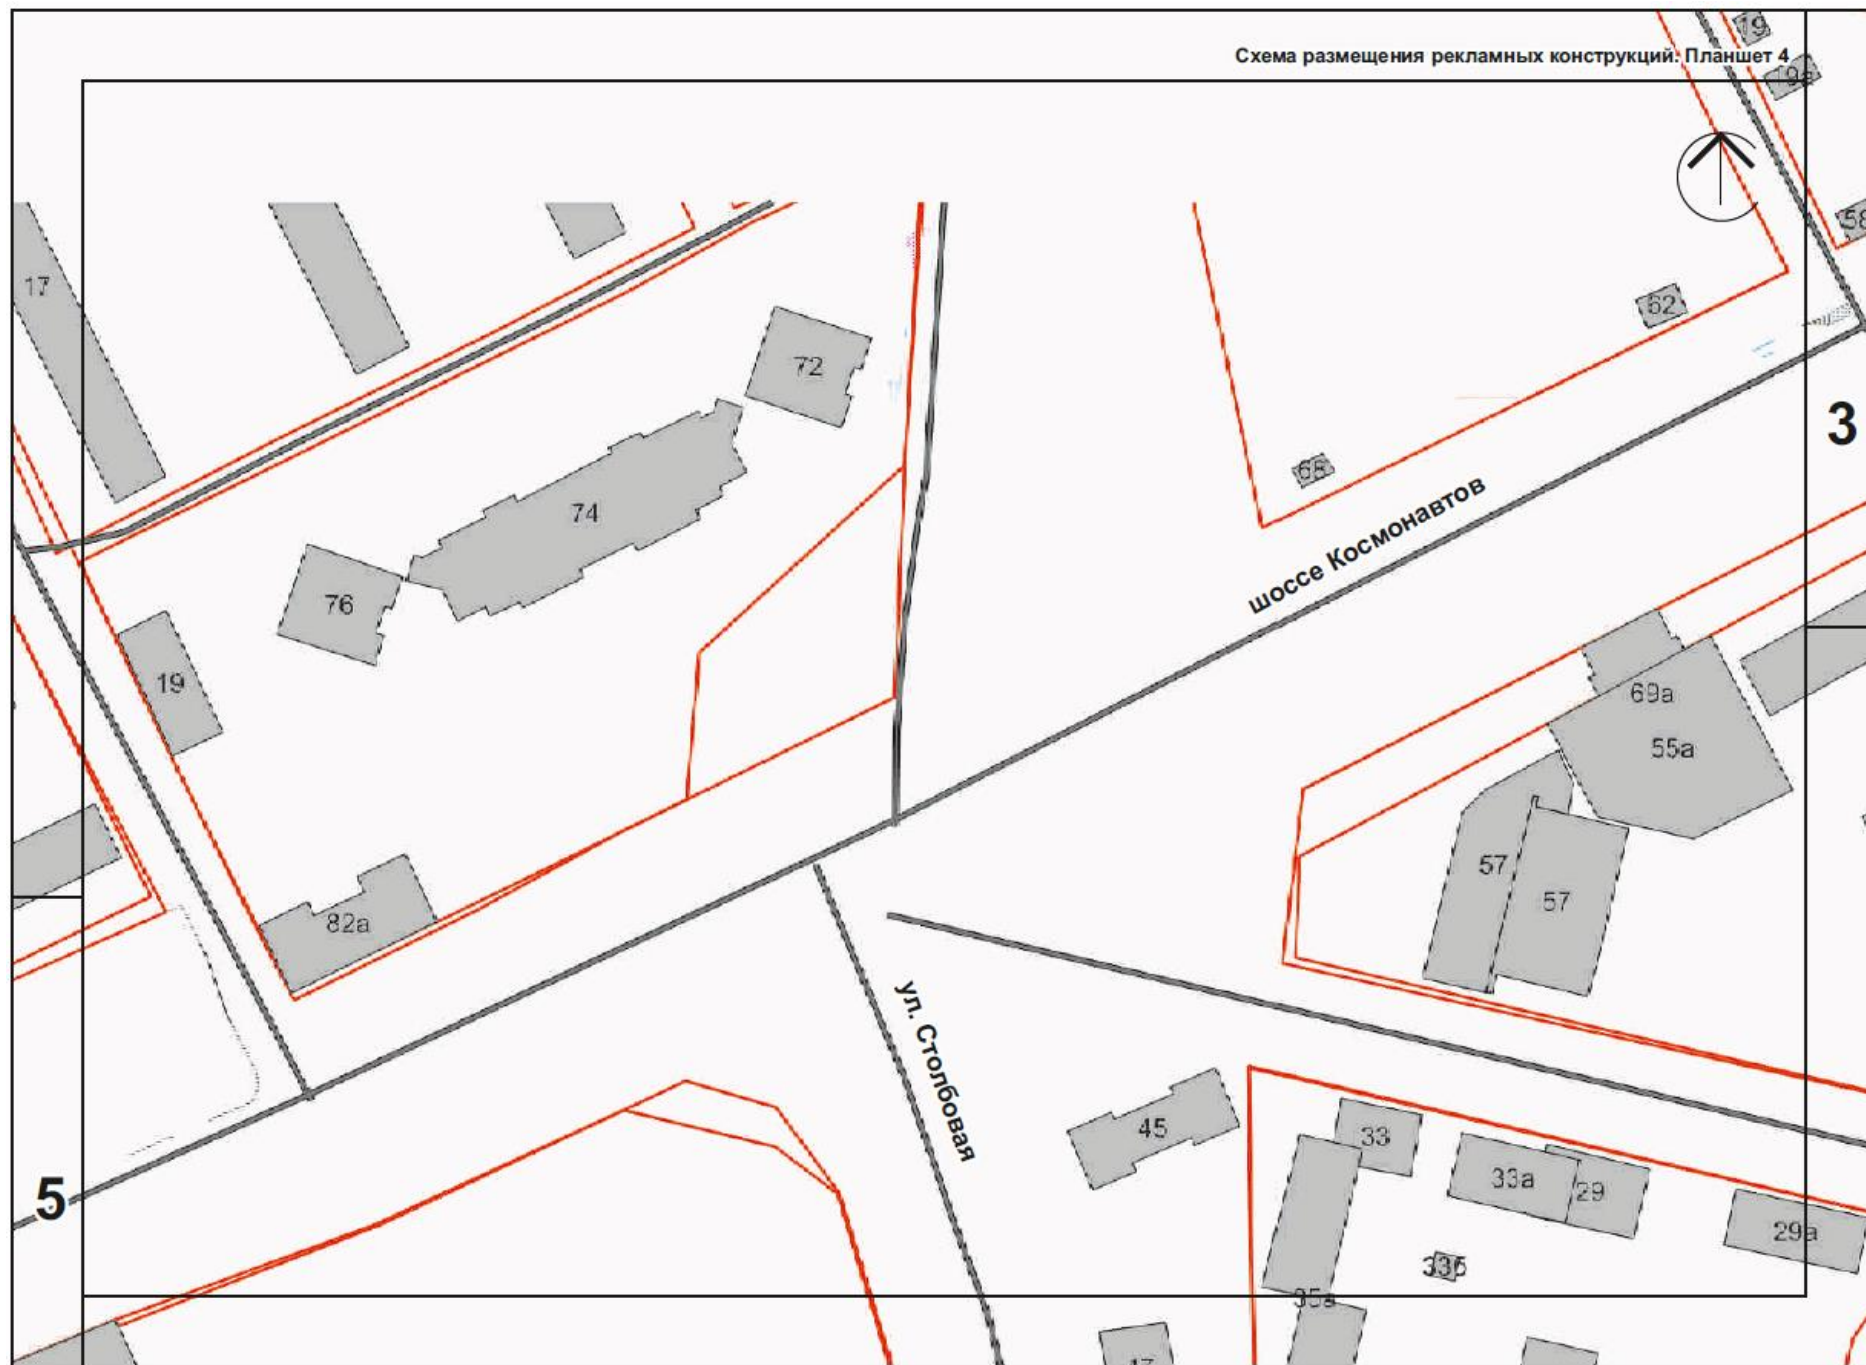 19
Схема размещения рекламных конструкций. Планшет 4
19а
58
17
62
72
3
68
74
шоссе Космонавтов
76
19
69а
55а
57
57
82а
ул. Столбовая
45
33
33а
29
5
29а
33б
35а